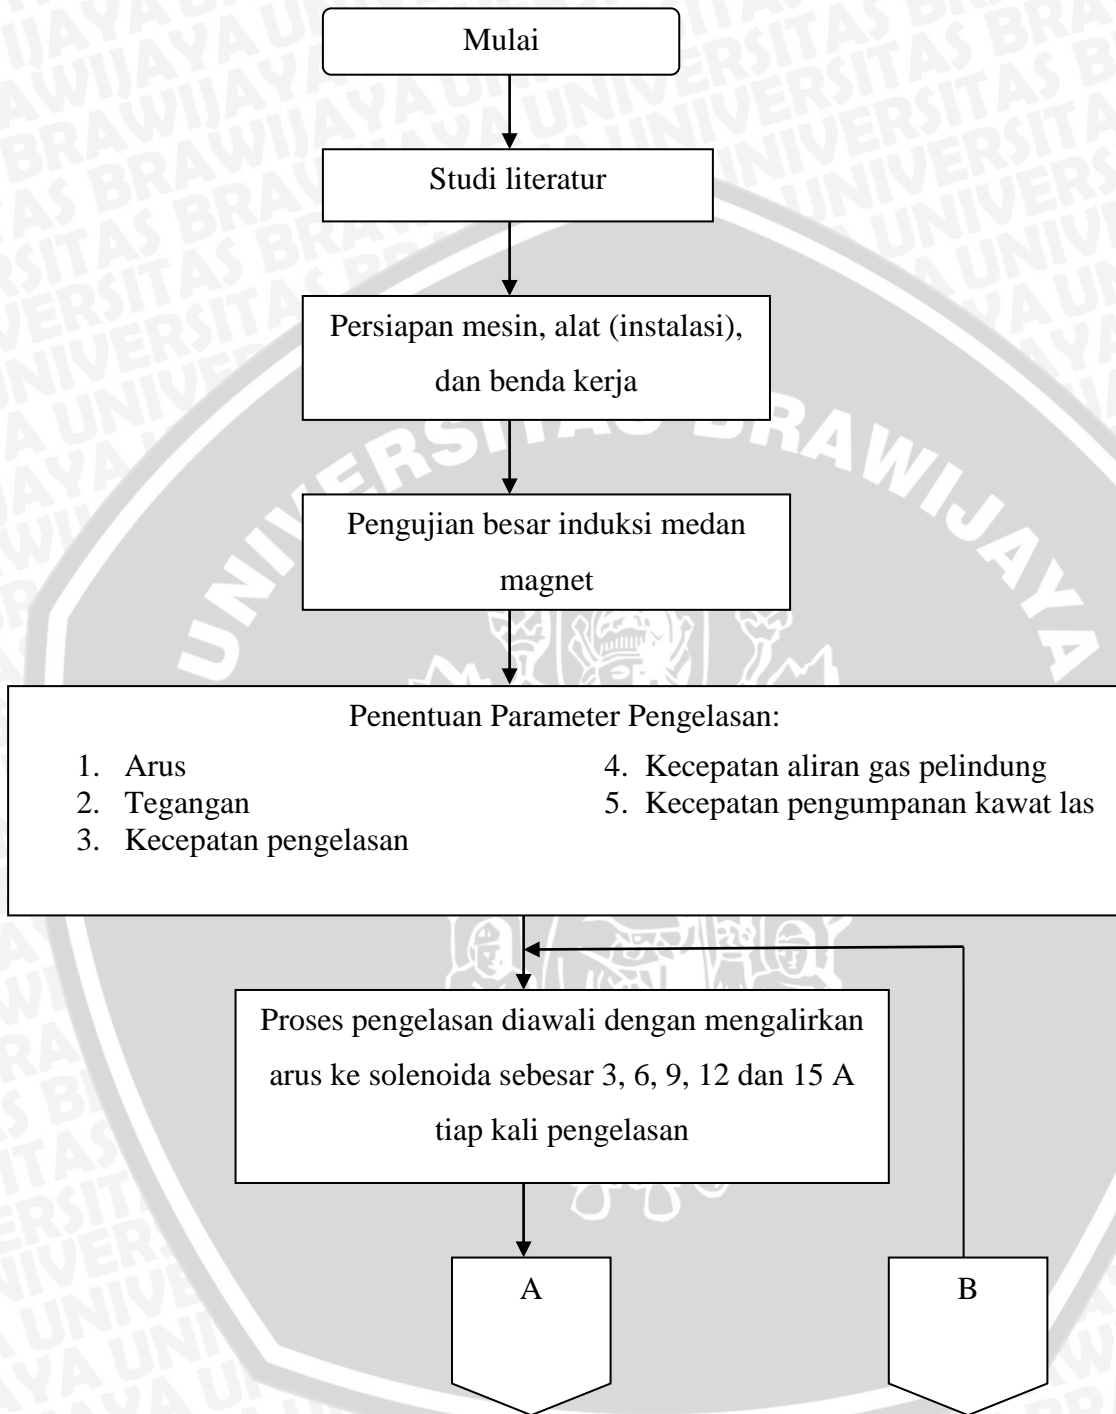 Mulai
Studi literatur
Persiapan mesin, alat (instalasi),
dan benda kerja
UNIVERSITAS BRAWIJAYA
Pengujian besar induksi medan
magnet
Penentuan Parameter Pengelasan:
1. Arus
2. Tegangan
3. Kecepatan pengelasan
4. Kecepatan aliran gas pelindung
5. Kecepatan pengumpanan kawat las
Proses pengelasan diawali dengan mengalirkan
arus ke solenoida sebesar 3, 6, 9, 12 dan 15 A
tiap kali pengelasan
A
B